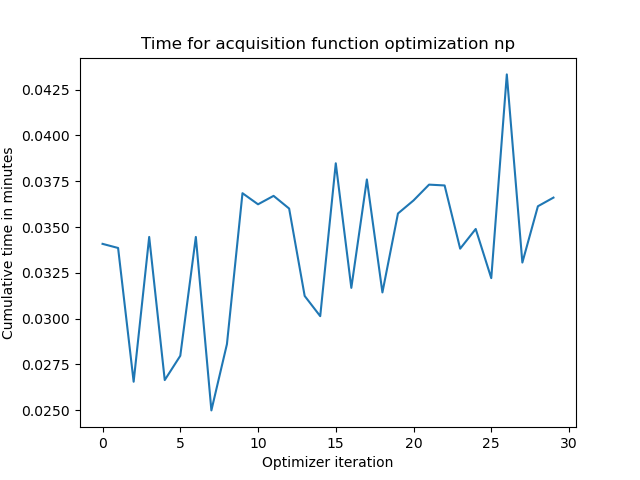 Time for acquisition function optimization np
Cumulative time in minutes
0.0425
0.0400
0.0375
0.0350
0.0325
0.0300
0.0275
0.0250
0 5 10 15 20 25 30
Optimizer iteration